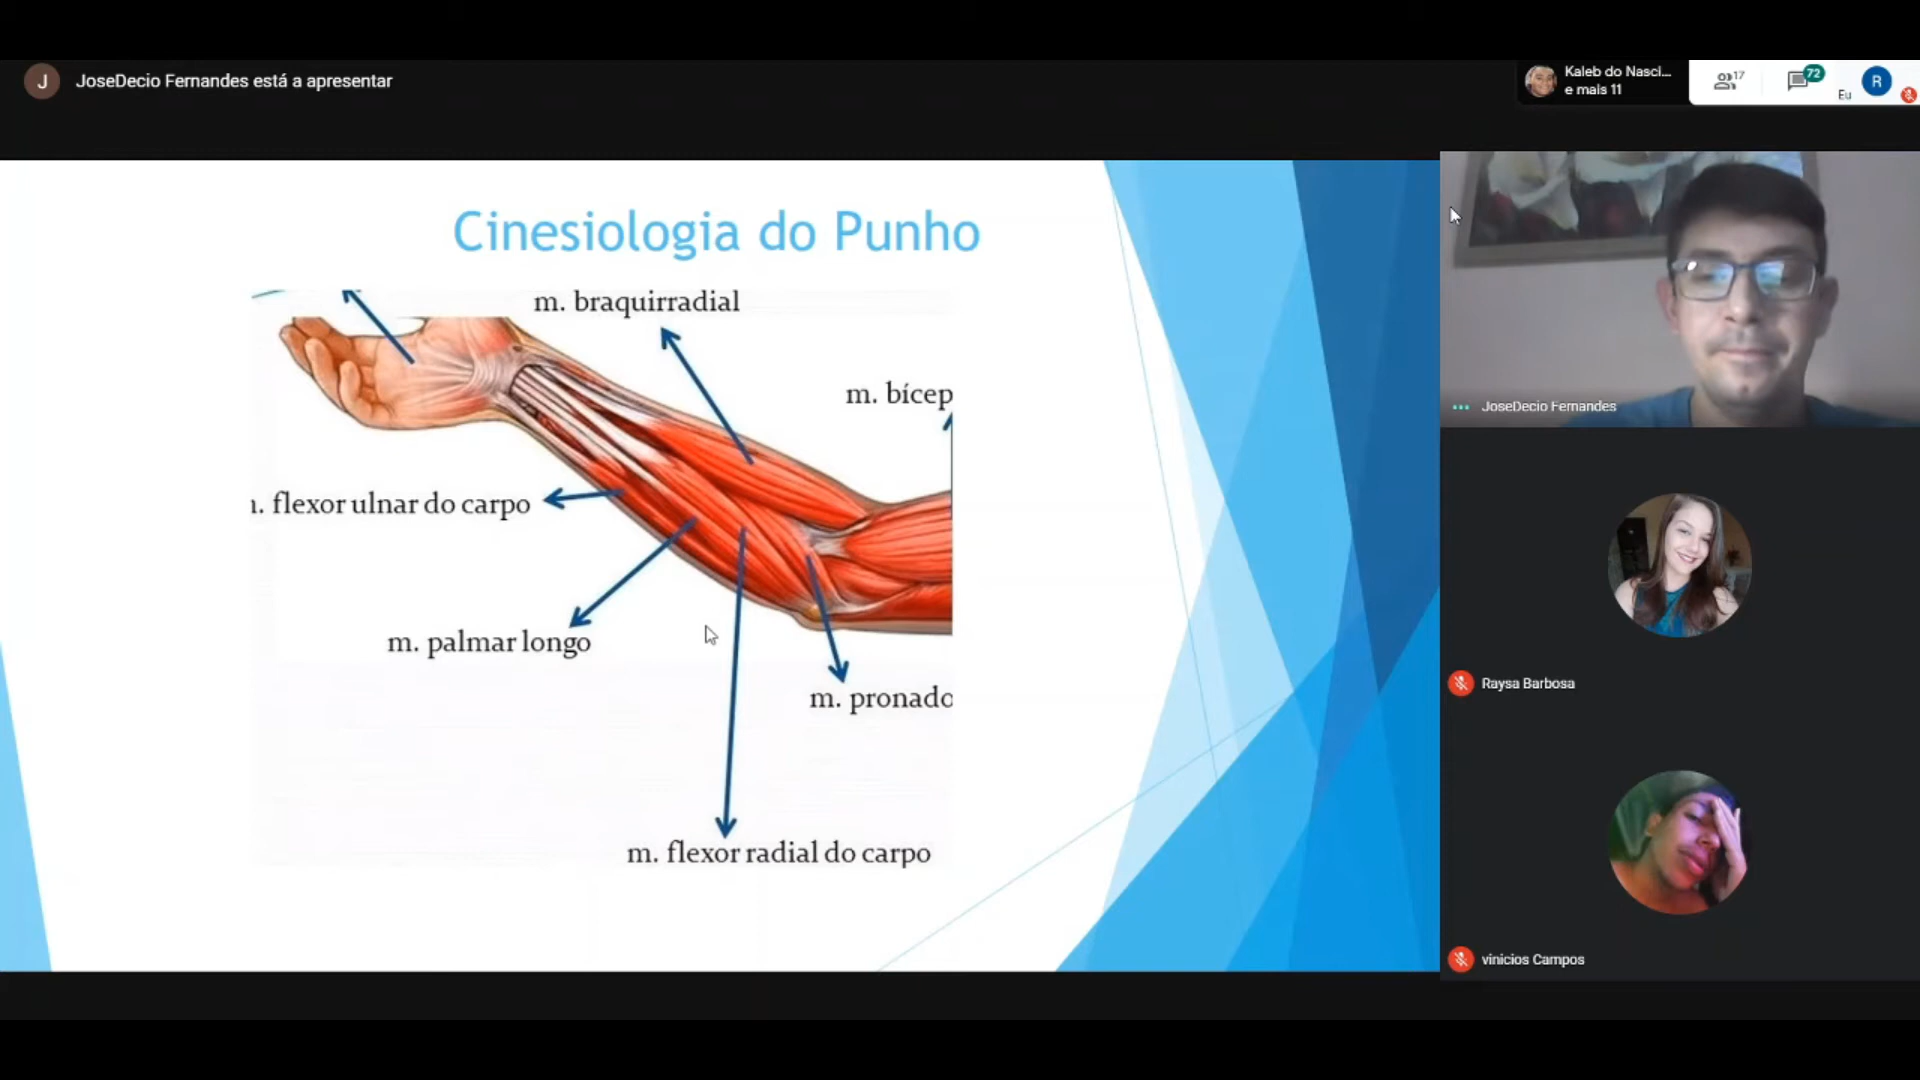 J
JoseDecio Fernandes está a apresentar
Kaleb do Nasci...
e mais 11
17
72
Eu
R
Cinesiologia do Punho
m. braquirradial
m. bícep
ı. flexor ulnar do carpo
m. palmar longo
m. pronado
m. flexor radial do carpo
JoseDecio Fernandes
Raysa Barbosa
vinicios Campos